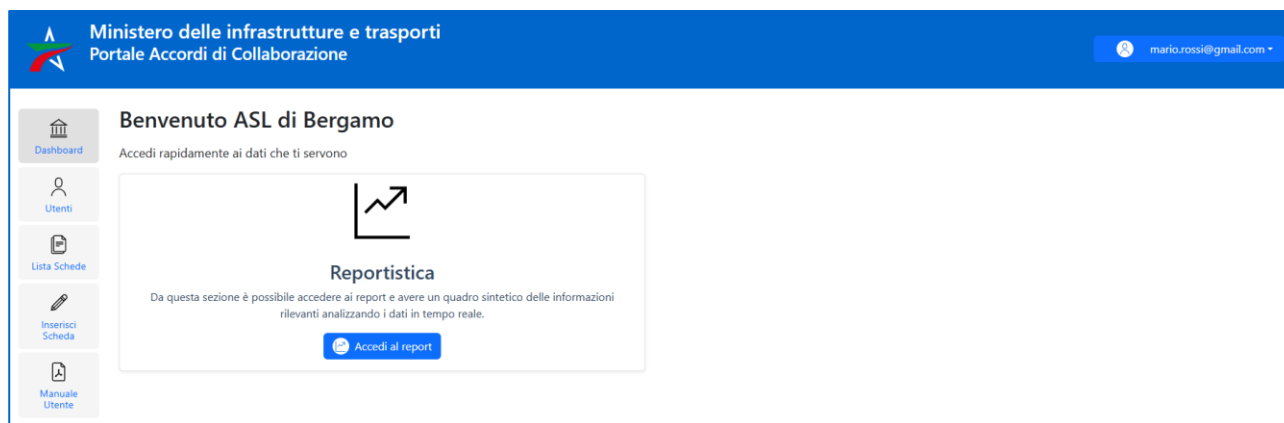 Ministero delle infrastrutture e trasporti
Portale Accordi di Collaborazione
mario.rossi@gmail.com
Dashboard
Utenti
Lista Schede
Inserisci
Scheda
Manuale
Utente
Benvenuto ASL di Bergamo
Accedi rapidamente ai dati che ti servono
Reportistica
Da questa sezione è possibile accedere ai report e avere un quadro sintetico delle informazioni
rilevanti analizzando i dati in tempo reale.
Accedi al report